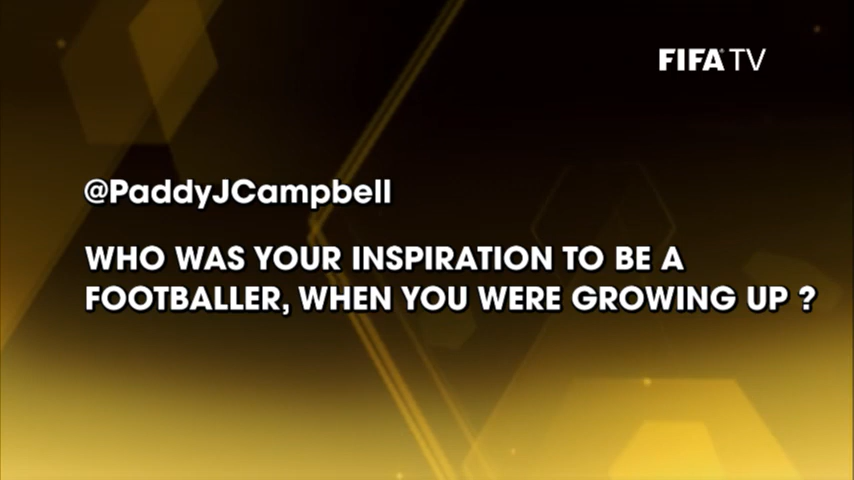 FIFA TV
@PaddyJCampbell
WHO WAS YOUR INSPIRATION TO BE A
FOOTBALLER, WHEN YOU WERE GROWING UP ?